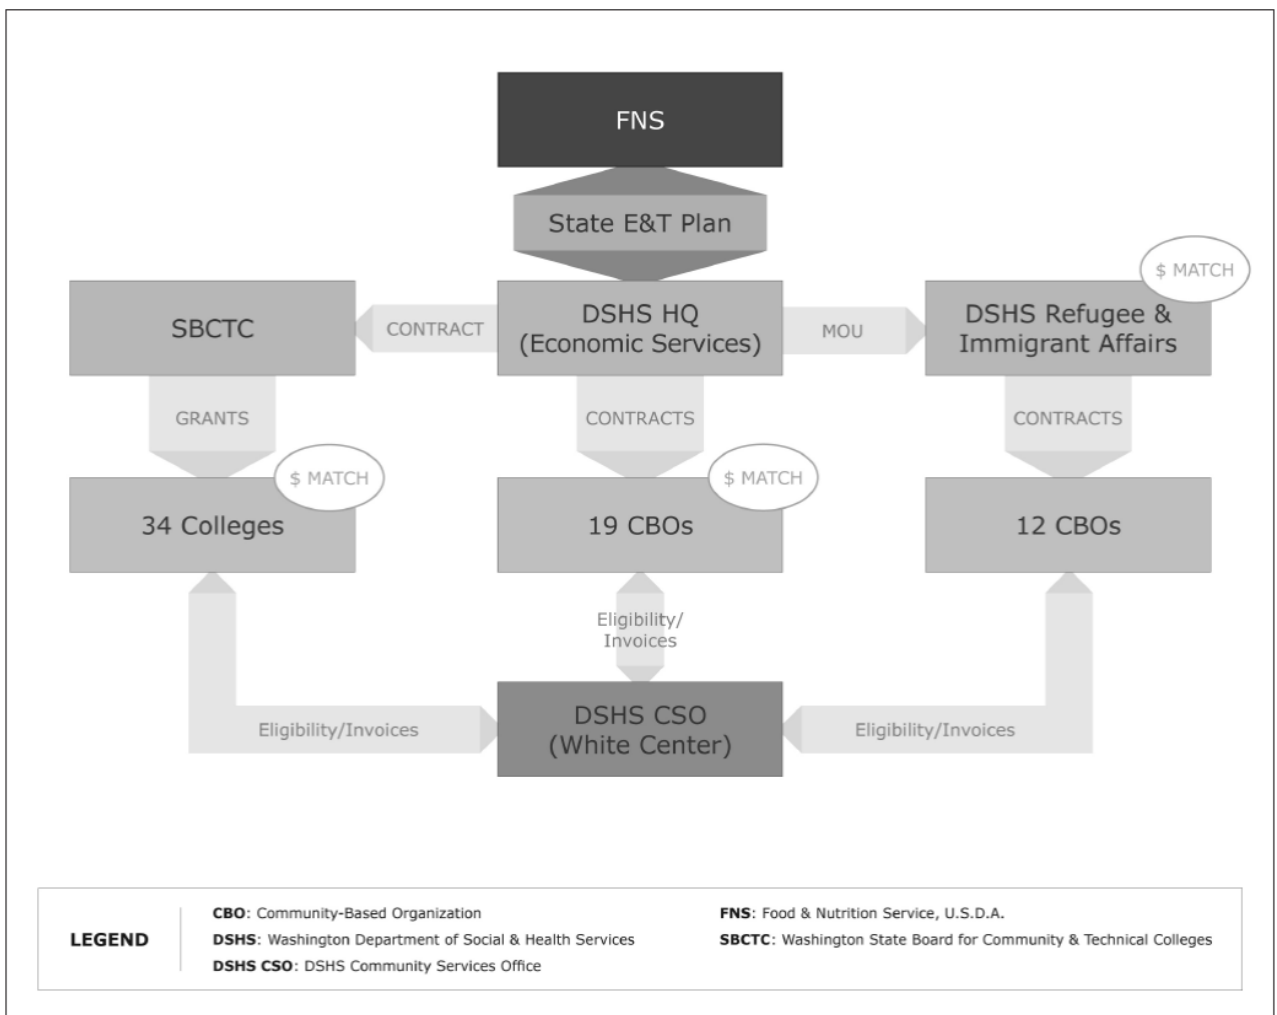 FNS
State E&T Plan
$ MATCH
SBCTC
CONTRACT
DSHS HQ
(Economic Services)
MOU
DSHS Refugee &
Immigrant Affairs
GRANTS
CONTRACTS
CONTRACTS
$ MATCH
$ MATCH
34 Colleges
19 CBOs
12 CBOs
Eligibility/
Invoices
Eligibility/Invoices
DSHS CSO
(White Center)
Eligibility/Invoices
LEGEND
CBO: Community-Based Organization
DSHS: Washington Department of Social & Health Services
DSHS CSO: DSHS Community Services Office
FNS: Food & Nutrition Service, U.S.D.A.
SBCTC: Washington State Board for Community & Technical Colleges